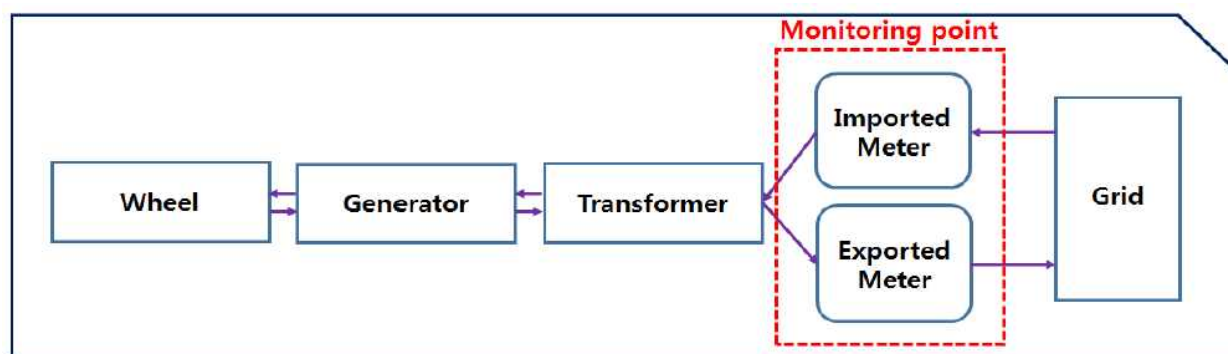 Monitoring point
Imported
Meter
Wheel
Generator
Transformer
Grid
Exported
Meter